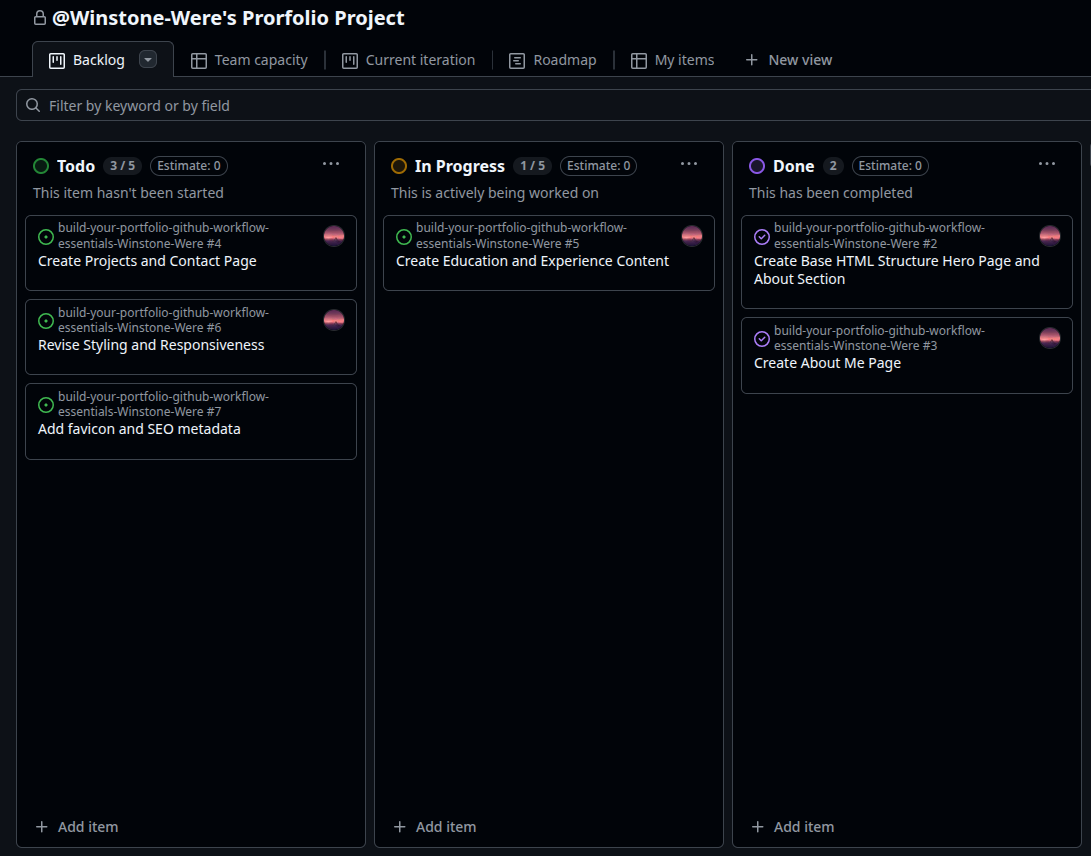 @Winstone-Were's Prorfolio Project
Backlog
Team capacity
Current iteration
Roadmap
My items
New view
Filter by keyword or by field
Todo 3 / 5 Estimate: 0
This item hasn't been started
build-your-portfolio-github-workflow-
essentials-Winstone-Were #4
Create Projects and Contact Page
build-your-portfolio-github-workflow-
essentials-Winstone-Were #6
Revise Styling and Responsiveness
build-your-portfolio-github-workflow-
essentials-Winstone-Were #7
Add favicon and SEO metadata
Add item
In Progress 1 / 5 Estimate: 0
This is actively being worked on
build-your-portfolio-github-workflow-
essentials-Winstone-Were #5
Create Education and Experience Content
Add item
Done 2 Estimate: 0
This has been completed
build-your-portfolio-github-workflow-
essentials-Winstone-Were #2
Create Base HTML Structure Hero Page and
About Section
build-your-portfolio-github-workflow-
essentials-Winstone-Were #3
Create About Me Page
Add item